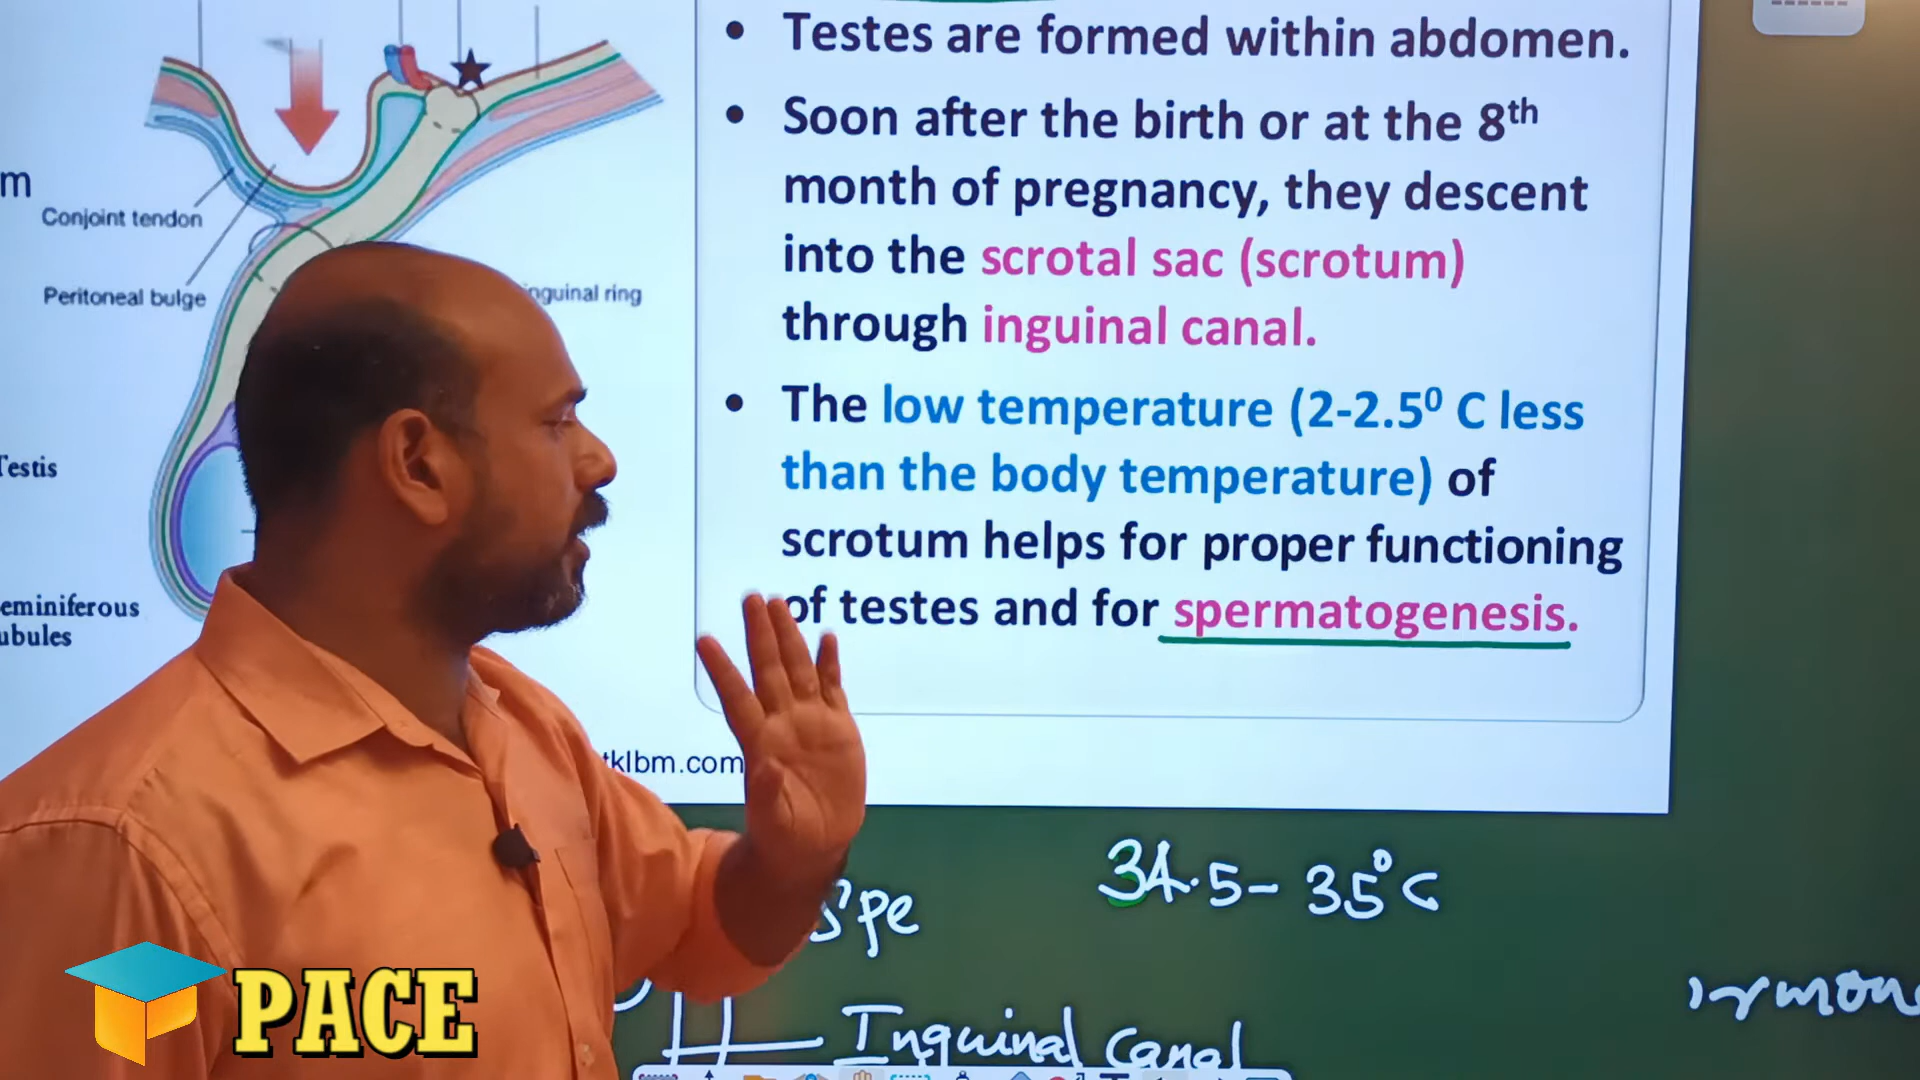 • Testes are formed within abdomen.
• Soon after the birth or at the 8th
month of pregnancy, they descent
into the scrotal sac (scrotum)
through inguinal canal.
• The low temperature (2-2.5⁰ C less
than the body temperature) of
scrotum helps for proper functioning
of testes and for spermatogenesis.
m
Conjoint tendon
Peritoneal bulge
nguinal ring
Testis
eminiferous
ubules
tklbm.com
34.5- 35°C
Inguinal Canal
PACE